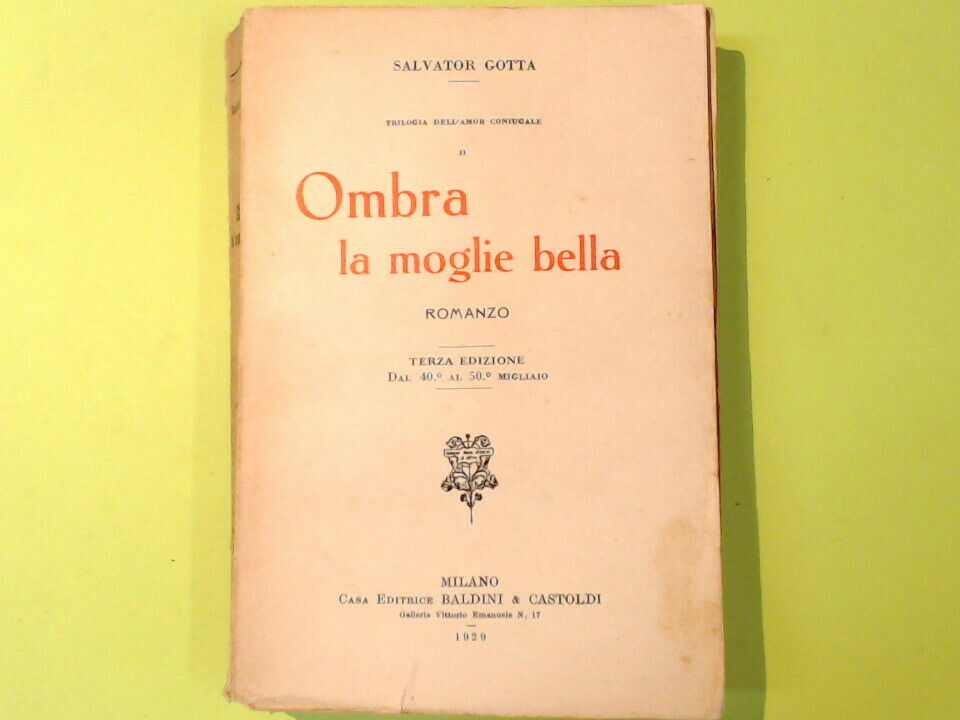 SALVATOR GOTTA
TRILOGIA DELL'AMOR CONIUGALE
II
Ombra
la moglie bella
ROMANZO
TERZA EDIZIONE
DAL 40.º AL 50.º MIGLIAIO
MILANO
CASA EDITRICE BALDINI & CASTOLDI
Galleria Vittorio Emanuele N. 17
1929